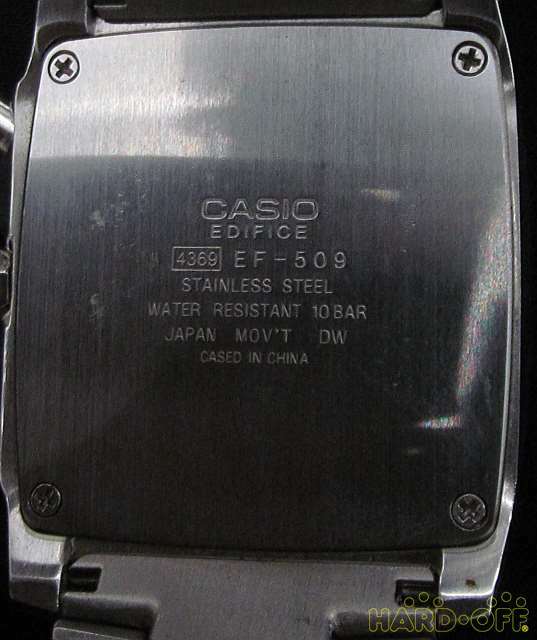 CASIO
EDIFICE
4369 EF-509
STAINLESS STEEL
WATER RESISTANT 10BAR
JAPAN MOV'T DW
CASED IN CHINA
HARD·OFF